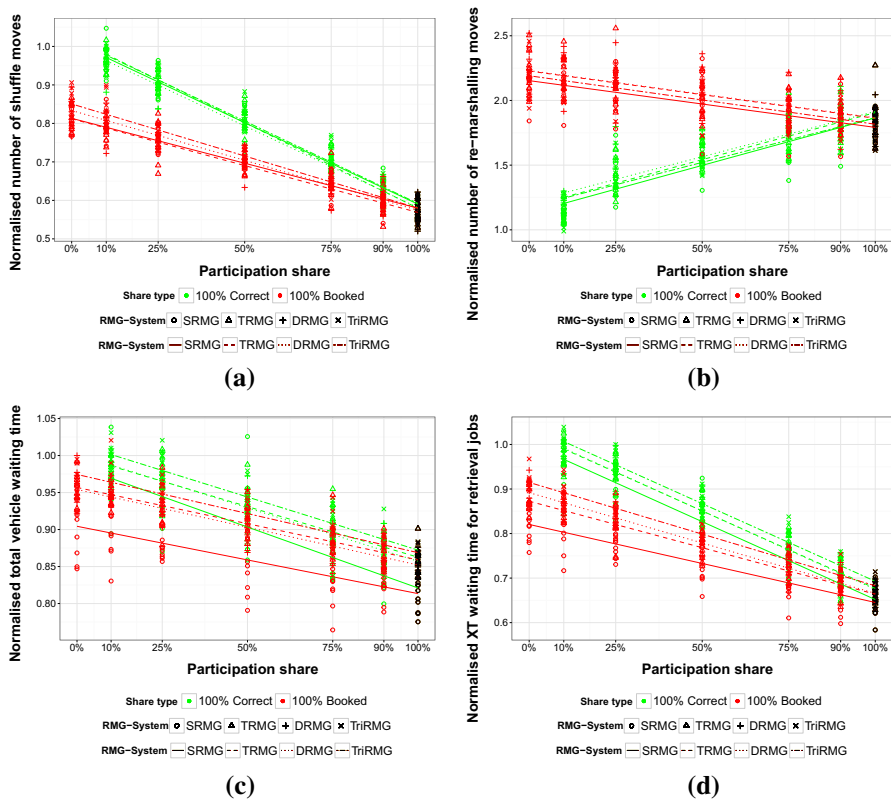 Normalised number of shuffle moves
1.0
0.9
0.8
0.7
0.6
0.5
0% 10% 25% 50% 75% 90% 100%
Participation share
Share type 100% Correct 100% Booked
RMG-System SRMG TRMG DRMG TriRMG
RMG-System SRMG TRMG DRMG TriRMG
(a)
Normalised number of re-marshalling moves
2.5
2.0
1.5
1.0
0% 10% 25% 50% 75% 90% 100%
Participation share
Share type 100% Correct 100% Booked
RMG-System SRMG TRMG DRMG TriRMG
RMG-System SRMG TRMG DRMG TriRMG
(b)
Normalised total vehicle waiting time
1.05
1.00
0.95
0.90
0.85
0.80
0% 10% 25% 50% 75% 90% 100%
Participation share
Share type 100% Correct 100% Booked
RMG-System SRMG TRMG DRMG TriRMG
RMG-System SRMG TRMG DRMG TriRMG
(c)
Normalised XT waiting time for retrieval jobs
1.0
0.9
0.8
0.7
0.6
0% 10% 25% 50% 75% 90% 100%
Participation share
Share type 100% Correct 100% Booked
RMG-System SRMG TRMG DRMG TriRMG
RMG-System SRMG TRMG DRMG TriRMG
(d)